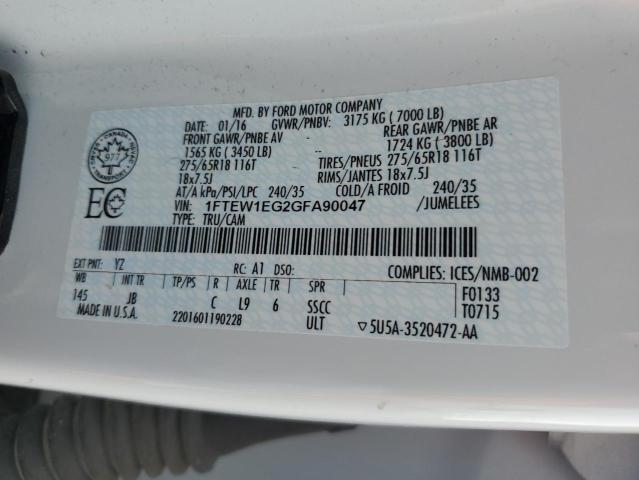 MFD. BY FORD MOTOR COMPANY
01/16 GVWR/PNBV: 3175 KG ( 7000 LB)
FRONT GAWR/PNBE AV REAR GAWR/PNBE AR
1565 KG ( 3450 LB) 1724 KG ( 3800 LB)
275/65R18 116T TIRES/PNEUS 275/65R18 116T
18x7.5J RIMS/JANTES 18x7.5J
AT/A kPa/PSI/LPC 240/35 COLD/A FROID 240/35
VIN: 1FTEW1EG2GFA90047 /JUMELEES
TYPE: TRU/CAM
CANADA
977
TRANSPORT
EC
EXT PNT: YZ RC: A1 DSO: COMPLIES: ICES/NMB-002
WB INT TR TP/PS R AXLE TR SPR F0133
145 JB C L9 6 SSCC T0715
MADE IN U.S.A. 2201601190228 ULT ▽5U5A-3520472-AA